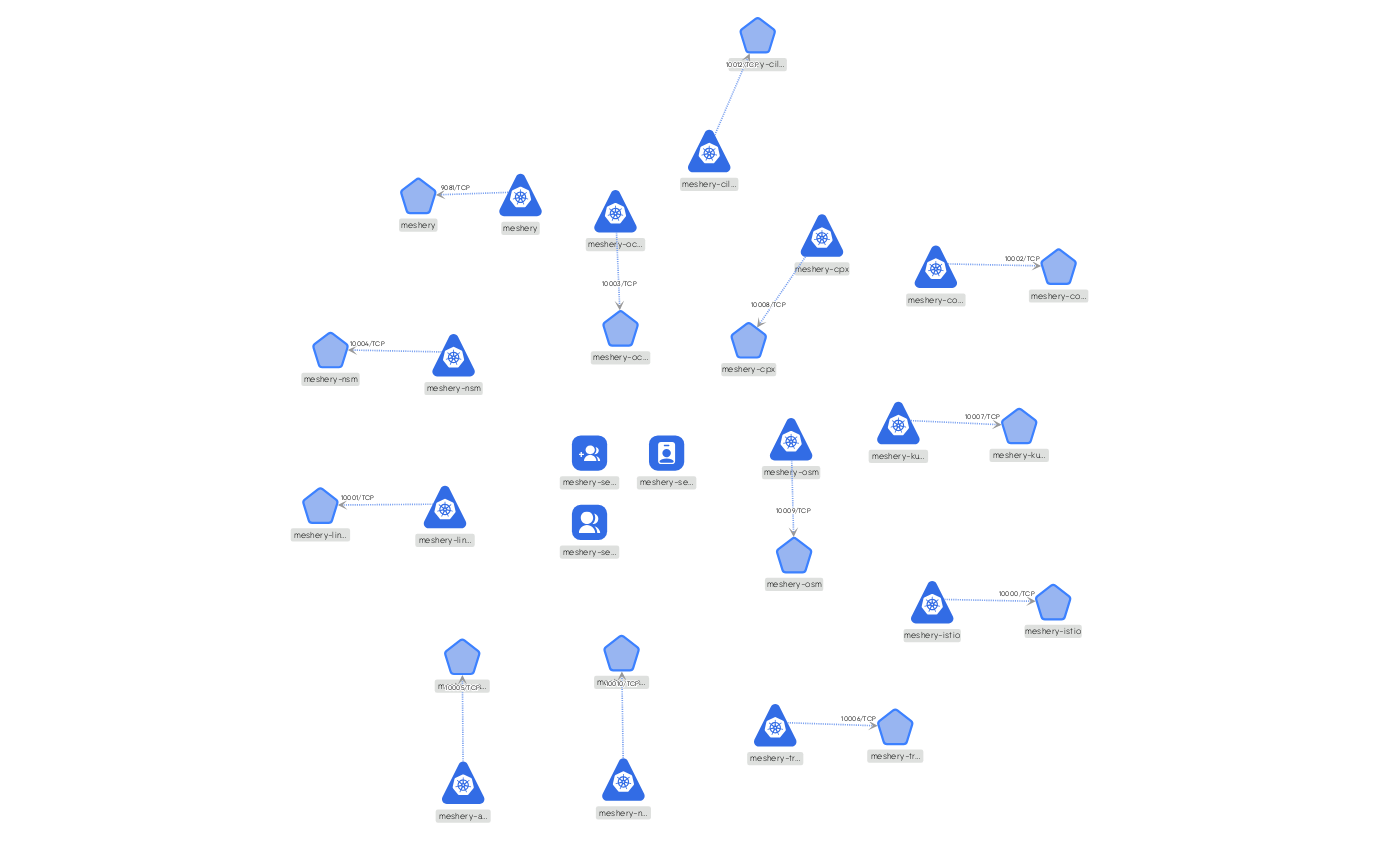 10012/TCP
meshery-cil...
9081/TCP
meshery
meshery
meshery-oc...
meshery-cpx
10002/TCP
meshery-co...
meshery-co...
10003/TCP
10008/TCP
10004/TCP
meshery-nsm
meshery-nsm
meshery-oc...
meshery-cpx
10007/TCP
meshery-ku...
meshery-ku...
meshery-se...
meshery-se...
meshery-osm
10001/TCP
meshery-lin...
meshery-lin...
10009/TCP
meshery-se...
meshery-osm
10000/TCP
meshery-istio
meshery-istio
10005/TCP
10010/TCP
10006/TCP
meshery-tr...
meshery-tr...
meshery-a...
meshery-n...